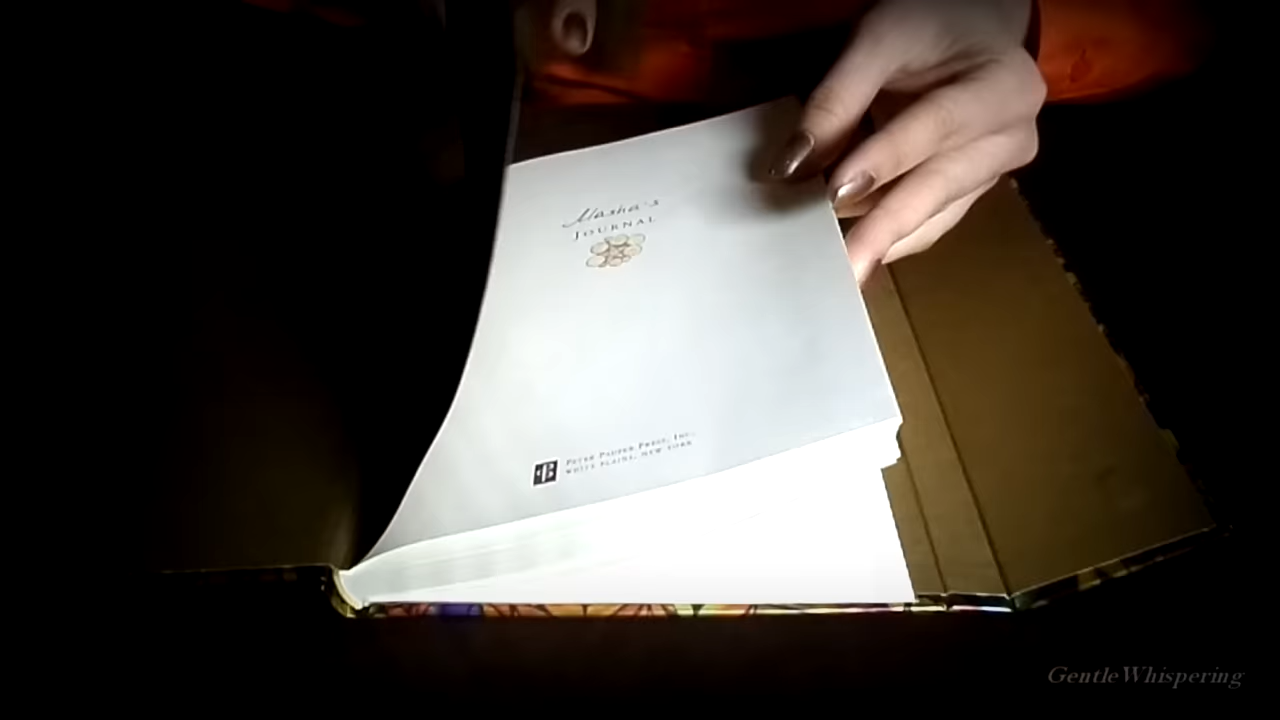 Masha's
JOURNAL
PETER PAUPER PRESS, INC.
WHITE PLAINS, NEW YORK
GentleWhispering